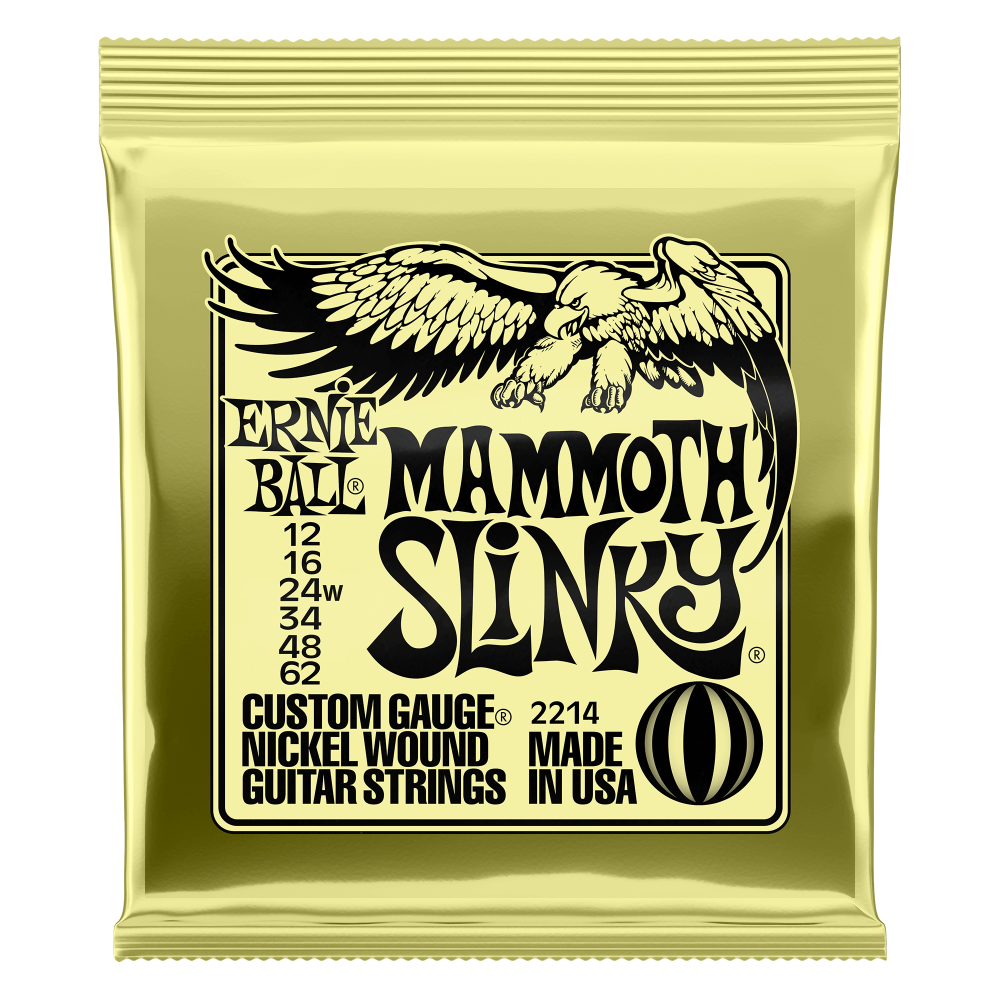 ERNiE
BALL®
MAMMOTH
SLiNKY®
12
16
24w
34
48
62
CUSTOM GAUGE®
NICKEL WOUND
GUITAR STRINGS
2214
MADE
IN USA